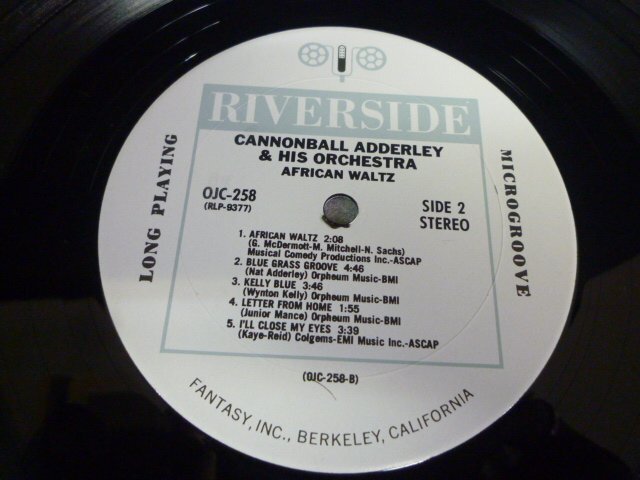 RIVERSIDE
CANNONBALL ADDERLEY
& HIS ORCHESTRA
AFRICAN WALTZ
LONG PLAYING
MICROGROOVE
OJC-258
(RLP-9377)
SIDE 2
STEREO
1. AFRICAN WALTZ 2:08
(G. McDermott-M. Mitchell-N. Sachs)
Musical Comedy Productions Inc.-ASCAP
2. BLUE GRASS GROOVE 4:46
(Nat Adderley) Orpheum Music-BMI
3. KELLY BLUE 3:46
(Wynton Kelly) Orpheum Music-BMI
4. LETTER FROM HOME 1:55
(Junior Mance) Orpheum Music-BMI
5. I'LL CLOSE MY EYES 3:39
(Kaye-Reid) Colgems-EMI Music Inc.-ASCAP
(OJC-258-B)
FANTASY, INC., BERKELEY, CALIFORNIA